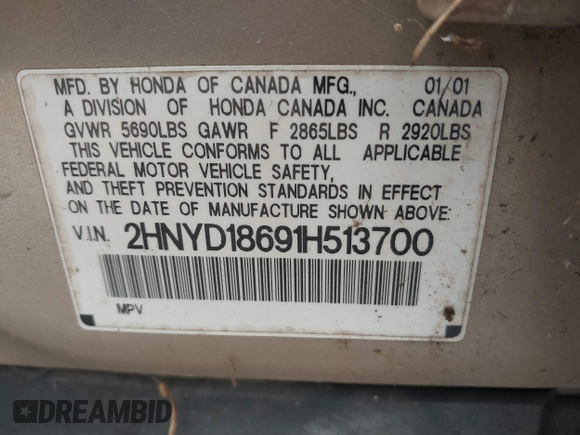 MFD. BY HONDA OF CANADA MFG., 01/01
A DIVISION OF HONDA CANADA INC. CANADA
GVWR 5690LBS GAWR F 2865LBS R 2920LBS
THIS VEHICLE CONFORMS TO ALL APPLICABLE
FEDERAL MOTOR VEHICLE SAFETY,
AND THEFT PREVENTION STANDARDS IN EFFECT
ON THE DATE OF MANUFACTURE SHOWN ABOVE:
V.I.N. 2HNYD18691H513700
MPV
DREAMBID